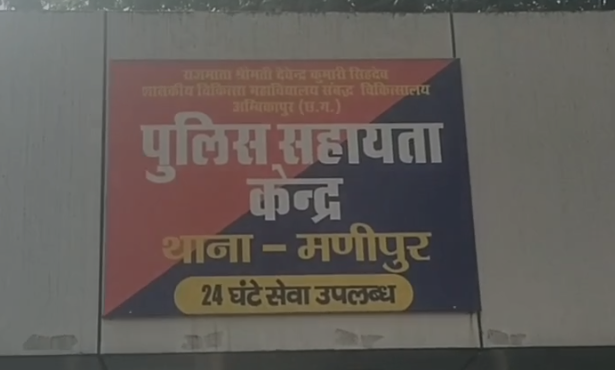 राजमाता श्रीमती देवेन्द्र कुमारी सिंहदेव
शासकीय चिकित्सा महाविद्यालय संबद्ध चिकित्सालय
अम्बिकापुर (छ.ग.)
पुलिस सहायता
केन्द्र
थाना – मणीपुर
24 घंटे सेवा उपलब्ध